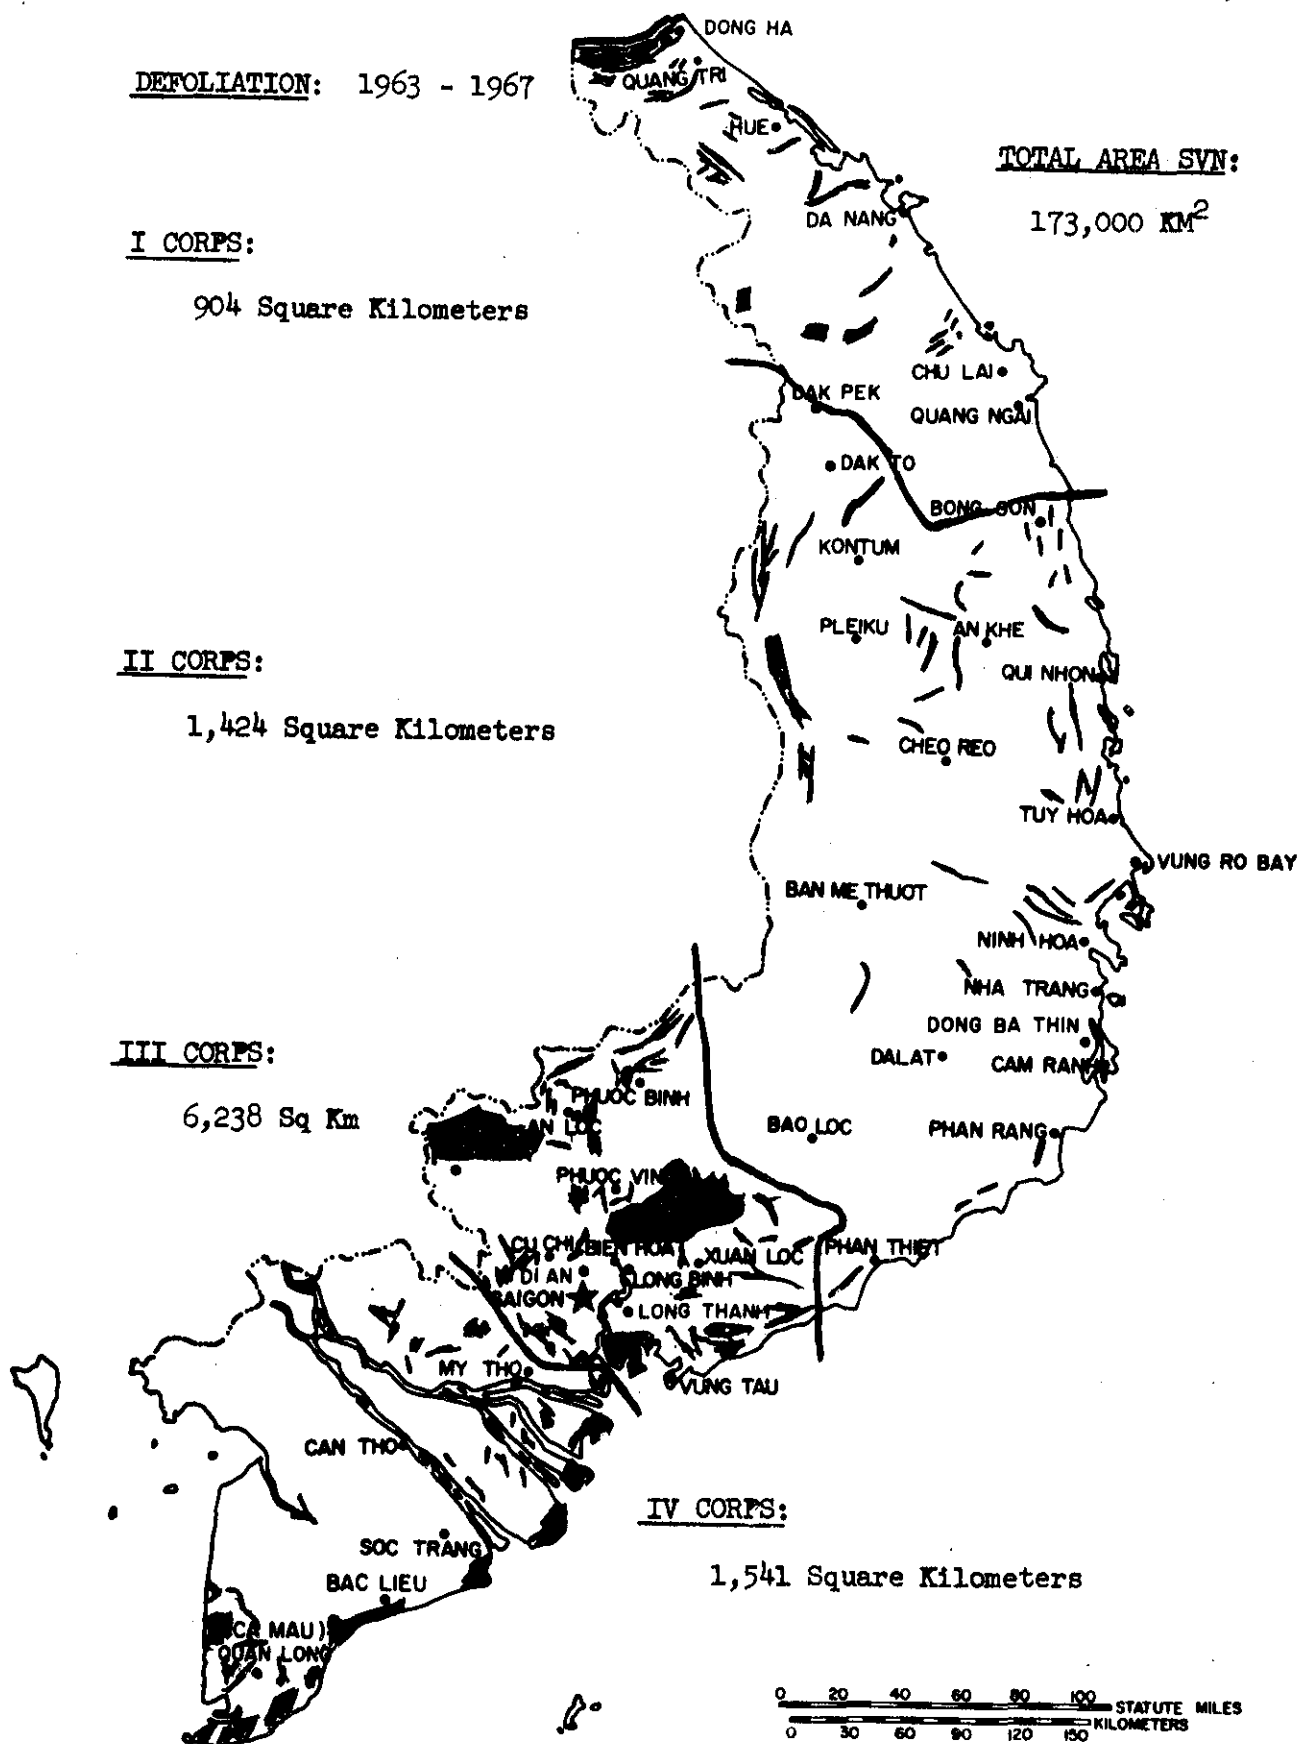 DONG HA
DEFOLIATION: 1963 - 1967
QUANG TRI
HUE
TOTAL AREA SVN:
173,000 KM²
DA NANG
I CORPS:
904 Square Kilometers
CHU LAI
DAK PEK
QUANG NGAI
DAK TO
BONG SON
KONTUM
PLEIKU
AN KHE
II CORPS:
QUI NHON
1,424 Square Kilometers
CHEO REO
TUY HOA
VUNG RO BAY
BAN ME THUOT
NINH HOA
NHA TRANG
DONG BA THIN
III CORPS:
DALAT
CAM RANH
PHUOC BINH
6,238 Sq Km
AN LOC
BAO LOC
PHAN RANG
PHUOC VINH
CU CHI
BIEN HOA
XUAN LOC
PHAN THIET
DI AN
LONG BINH
SAIGON
LONG THANH
MY THO
VUNG TAU
CAN THO
IV CORPS:
SOC TRANG
1,541 Square Kilometers
BAC LIEU
(CA MAU)
QUAN LONG
0 20 40 60 80 100 STATUTE MILES
0 30 60 90 120 150 KILOMETERS